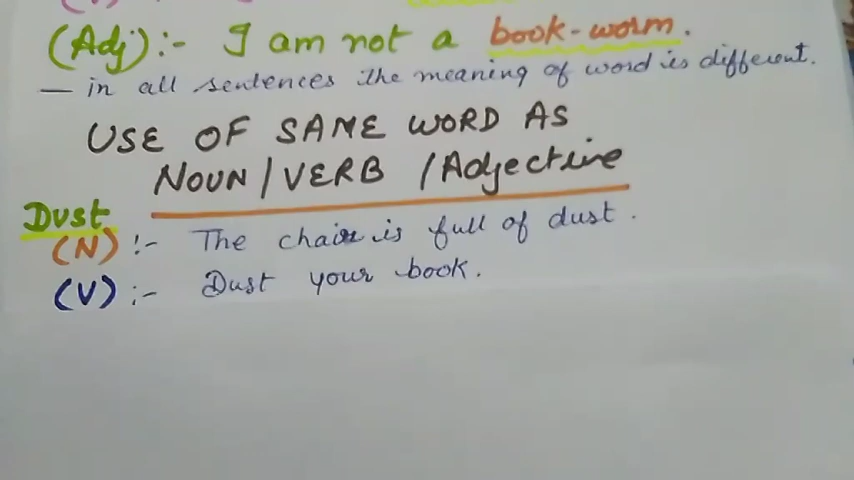 (Adj):- I am not a book-worm.
— in all sentences the meaning of word is different.
USE OF SAME WORD AS
NOUN/VERB /Adjective
Dust
(N) :- The chair is full of dust.
(V) :- Dust your book.